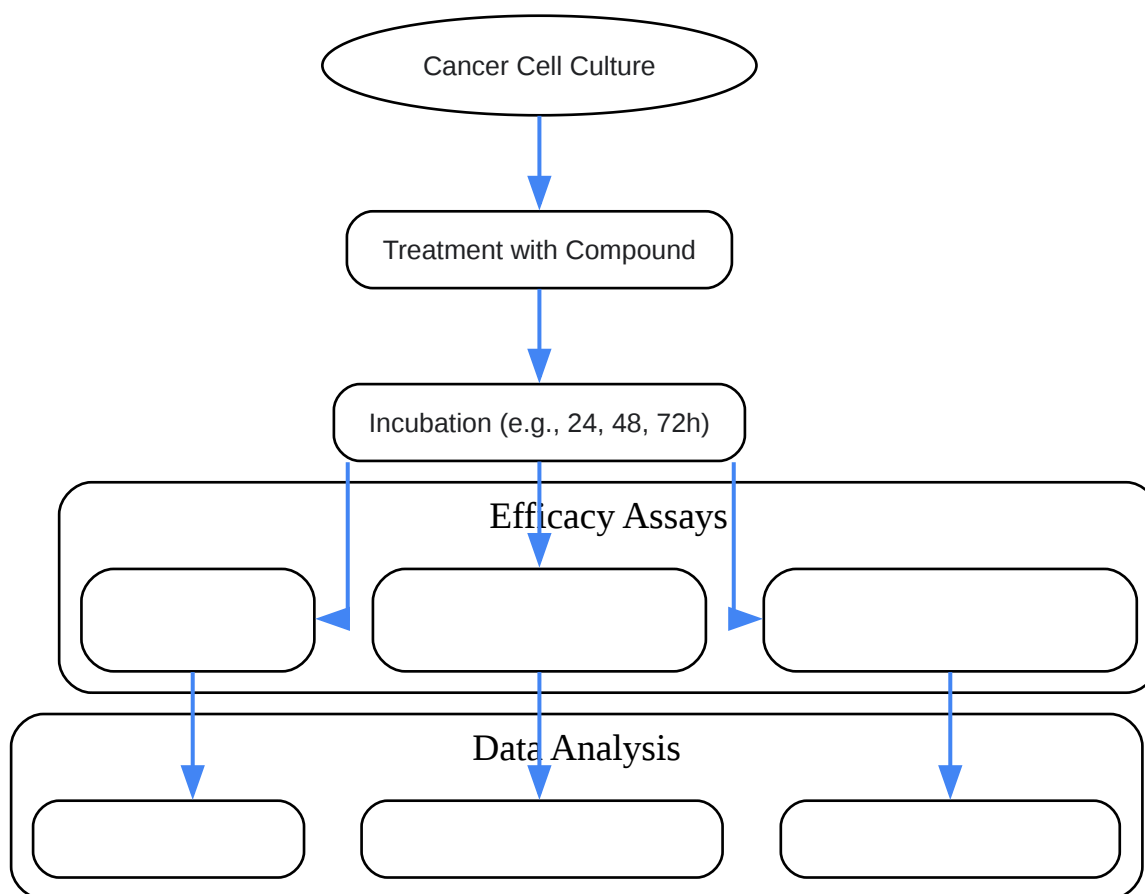 Cancer Cell Culture
Treatment with Compound
Incubation (e.g., 24, 48, 72h)
Efficacy Assays
Data Analysis